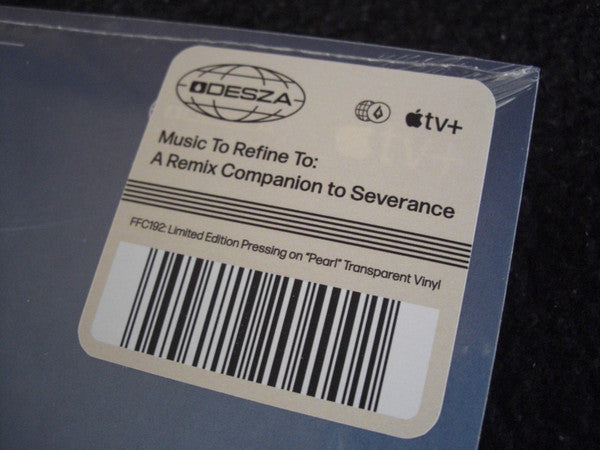 ODESZA
tv+
Music To Refine To:
A Remix Companion to Severance
FFC192: Limited Edition Pressing on "Pearl" Transparent Vinyl